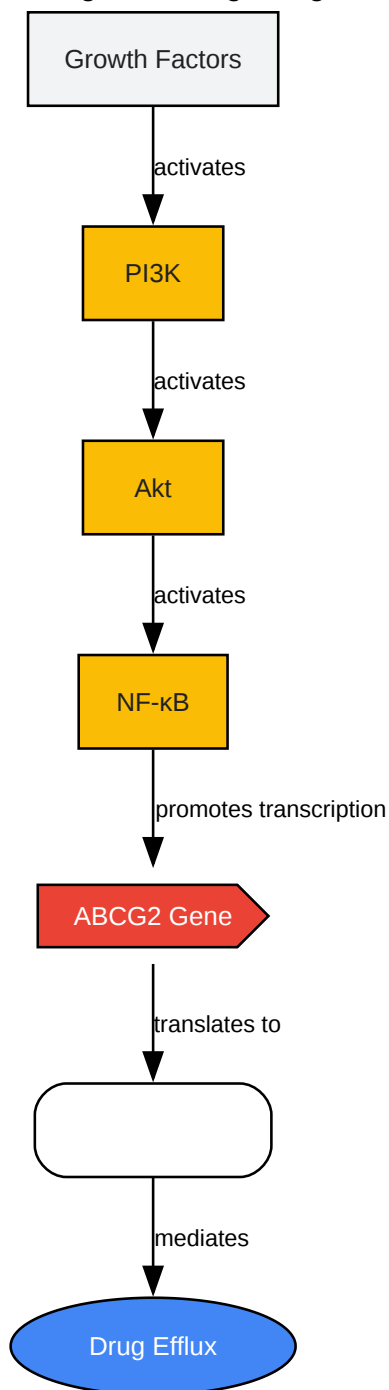 Growth Factors
activates
PI3K
activates
Akt
activates
NF-κB
promotes transcription
ABCG2 Gene
translates to
mediates
Drug Efflux